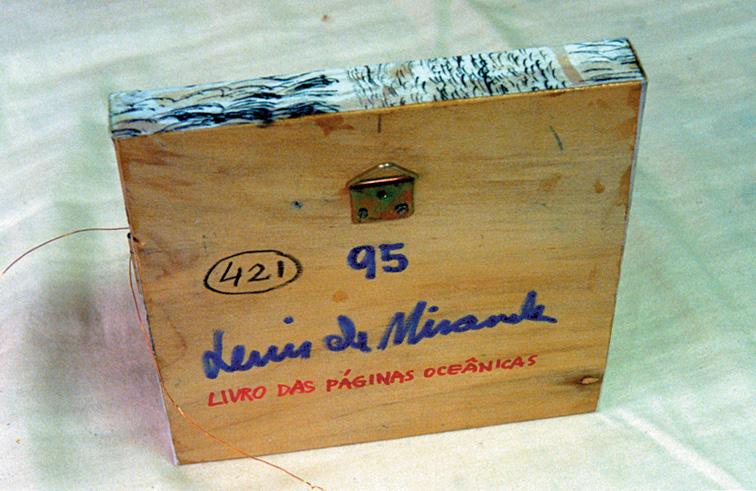 421 95
Lenir de Miranda
LIVRO DAS PÁGINAS OCEÂNICAS